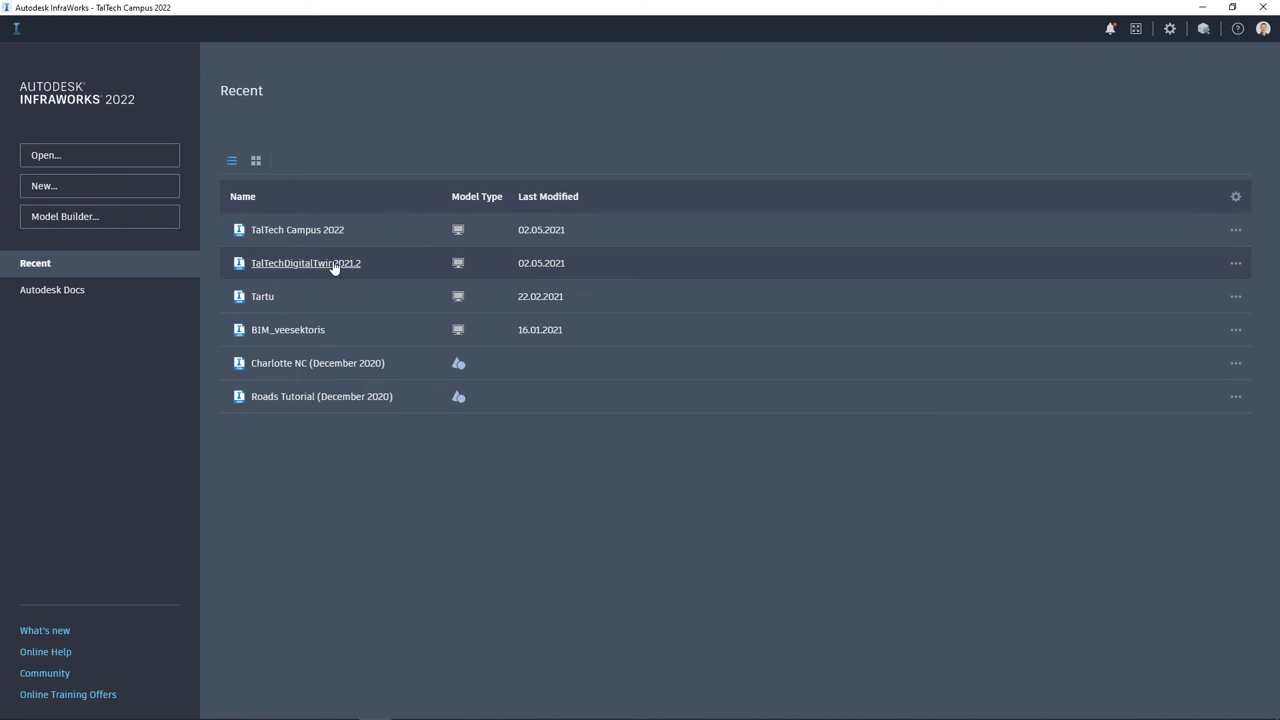 Autodesk InfraWorks - TalTech Campus 2022
AUTODESK®
INFRAWORKS® 2022
Open...
New...
Model Builder...
Recent
Autodesk Docs
What's new
Online Help
Community
Online Training Offers
Recent
Name Model Type Last Modified
TalTech Campus 2022 02.05.2021
TalTechDigitalTwin2021.2 02.05.2021
Tartu 22.02.2021
BIM_veesektoris 16.01.2021
Charlotte NC (December 2020)
Roads Tutorial (December 2020)